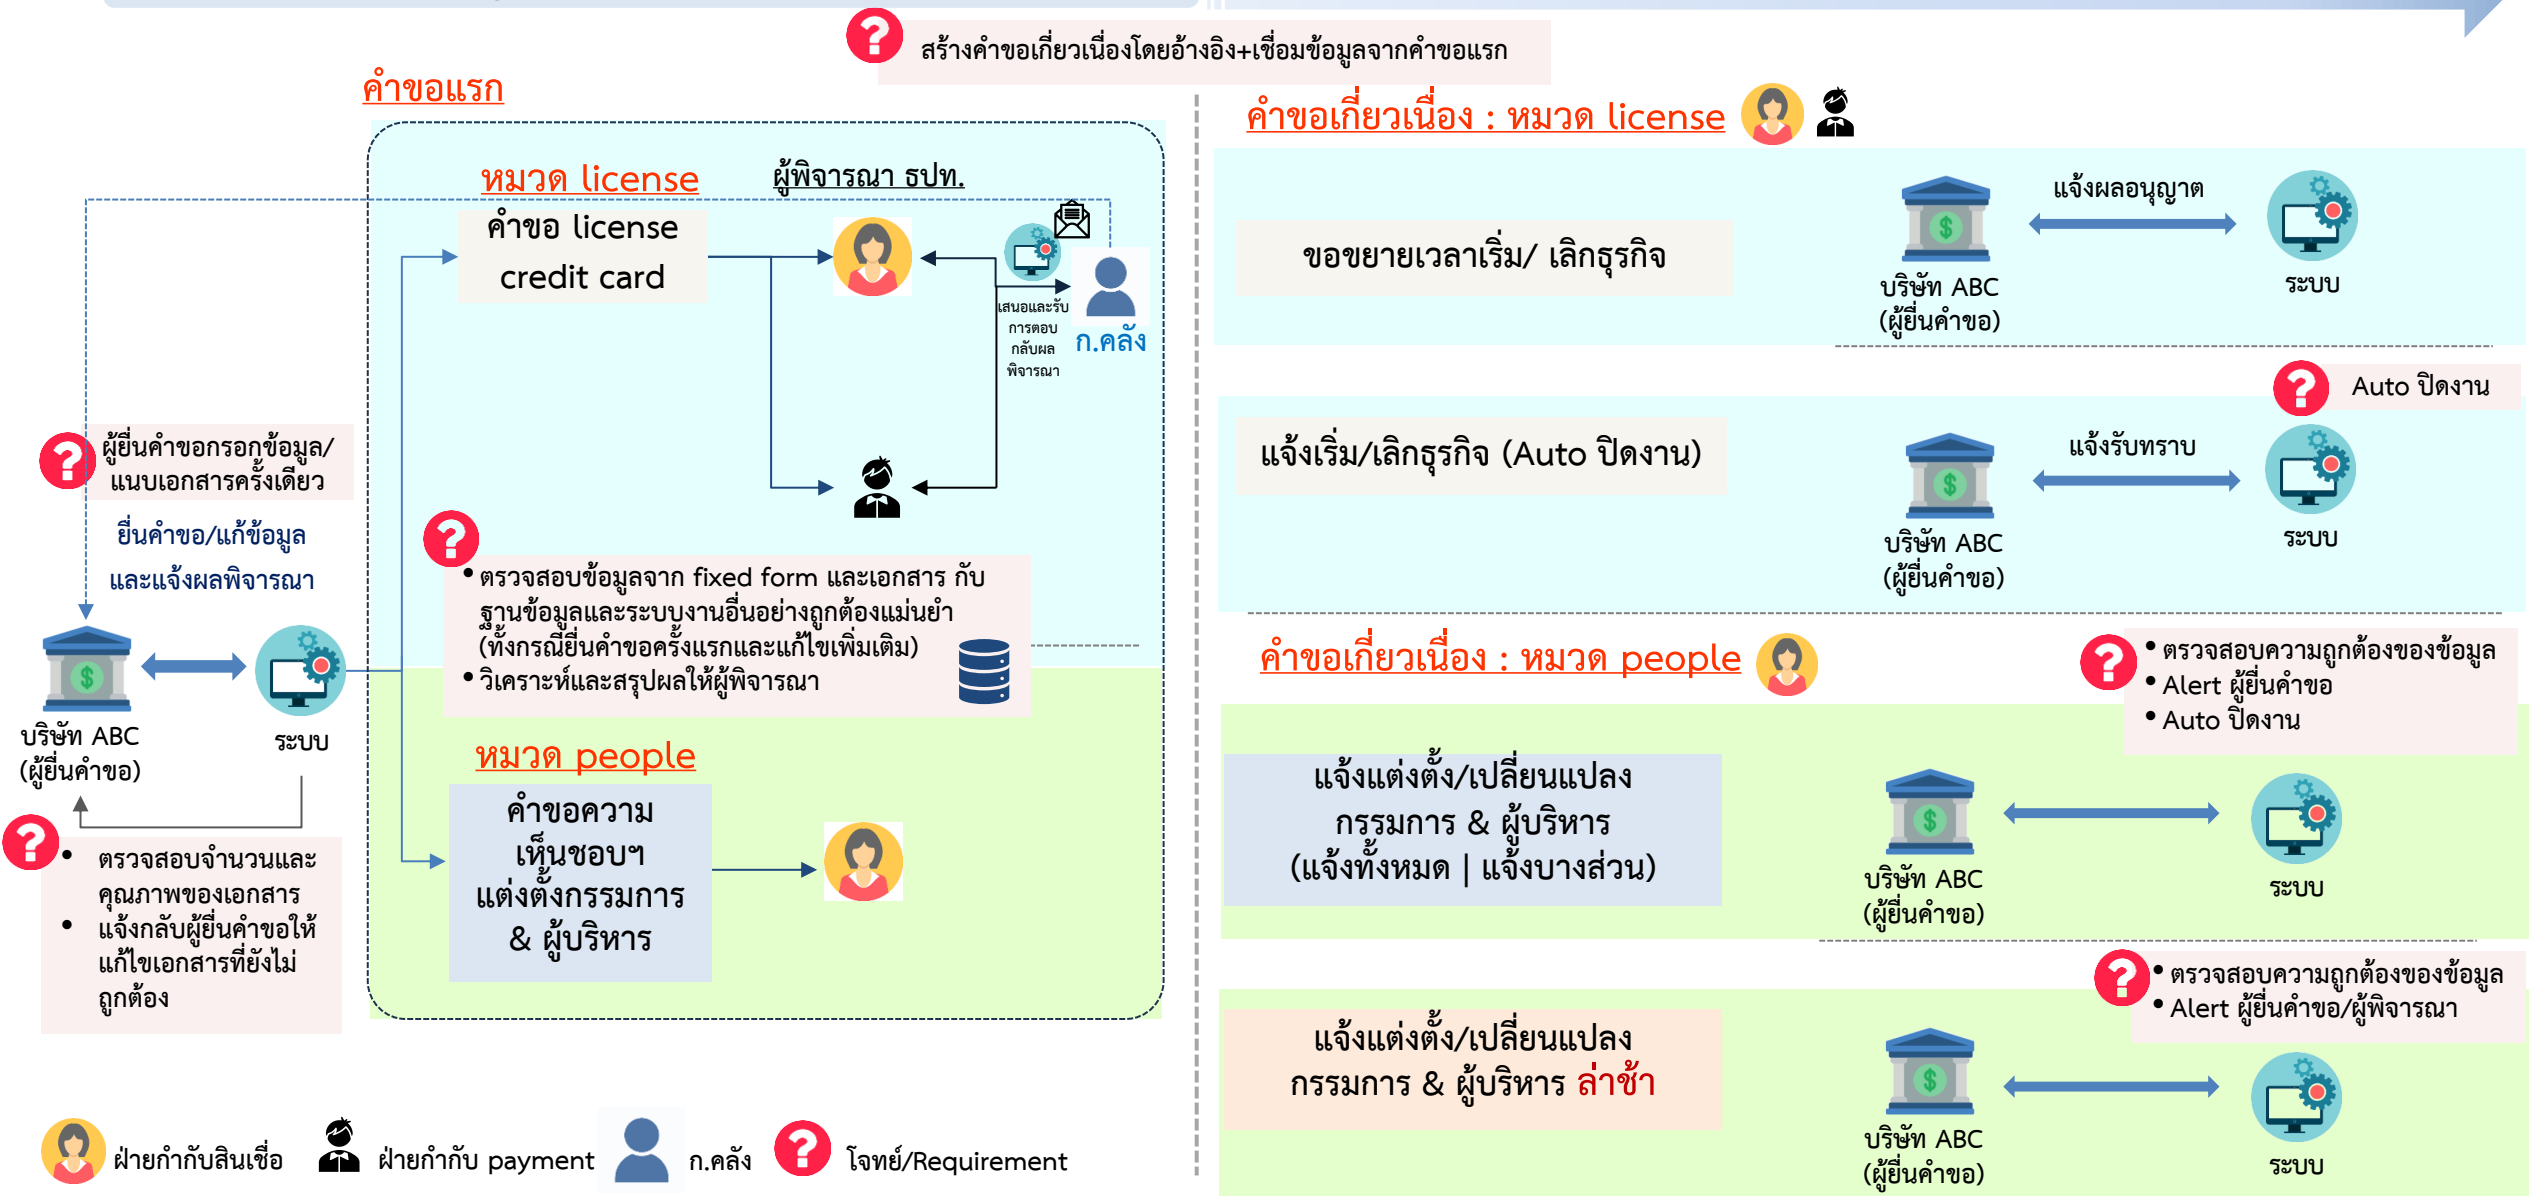 สร้างคำขอเกี่ยวเนื่องโดยอ้างอิง+เชื่อมข้อมูลจากคำขอแรก
คำขอแรก
หมวด license
ผู้พิจารณา ธปท.
คำขอ license
credit card
เสนอและรับ
การตอบ
กลับผล
พิจารณา
ก.คลัง
ผู้ยื่นคำขอกรอกข้อมูล/
แนบเอกสารครั้งเดียว
ยื่นคำขอ/แก้ข้อมูล
และแจ้งผลพิจารณา
• ตรวจสอบข้อมูลจาก fixed form และเอกสาร กับ
ฐานข้อมูลและระบบงานอื่นอย่างถูกต้องแม่นยำ
(ทั้งกรณียื่นคำขอครั้งแรกและแก้ไขเพิ่มเติม)
• วิเคราะห์และสรุปผลให้ผู้พิจารณา
บริษัท ABC
(ผู้ยื่นคำขอ)
ระบบ
หมวด people
คำขอความ
เห็นชอบฯ
แต่งตั้งกรรมการ
& ผู้บริหาร
• ตรวจสอบจำนวนและ
คุณภาพของเอกสาร
• แจ้งกลับผู้ยื่นคำขอให้
แก้ไขเอกสารที่ยังไม่
ถูกต้อง
ฝ่ายกำกับสินเชื่อ
ฝ่ายกำกับ payment
ก.คลัง
โจทย์/Requirement
คำขอเกี่ยวเนื่อง : หมวด license
ขอขยายเวลาเริ่ม/ เลิกธุรกิจ
บริษัท ABC
(ผู้ยื่นคำขอ)
แจ้งผลอนุญาต
ระบบ
Auto ปิดงาน
แจ้งเริ่ม/เลิกธุรกิจ (Auto ปิดงาน)
บริษัท ABC
(ผู้ยื่นคำขอ)
แจ้งรับทราบ
ระบบ
คำขอเกี่ยวเนื่อง : หมวด people
• ตรวจสอบความถูกต้องของข้อมูล
• Alert ผู้ยื่นคำขอ
• Auto ปิดงาน
แจ้งแต่งตั้ง/เปลี่ยนแปลง
กรรมการ & ผู้บริหาร
(แจ้งทั้งหมด | แจ้งบางส่วน)
บริษัท ABC
(ผู้ยื่นคำขอ)
ระบบ
• ตรวจสอบความถูกต้องของข้อมูล
• Alert ผู้ยื่นคำขอ/ผู้พิจารณา
แจ้งแต่งตั้ง/เปลี่ยนแปลง
กรรมการ & ผู้บริหาร ล่าช้า
บริษัท ABC
(ผู้ยื่นคำขอ)
ระบบ